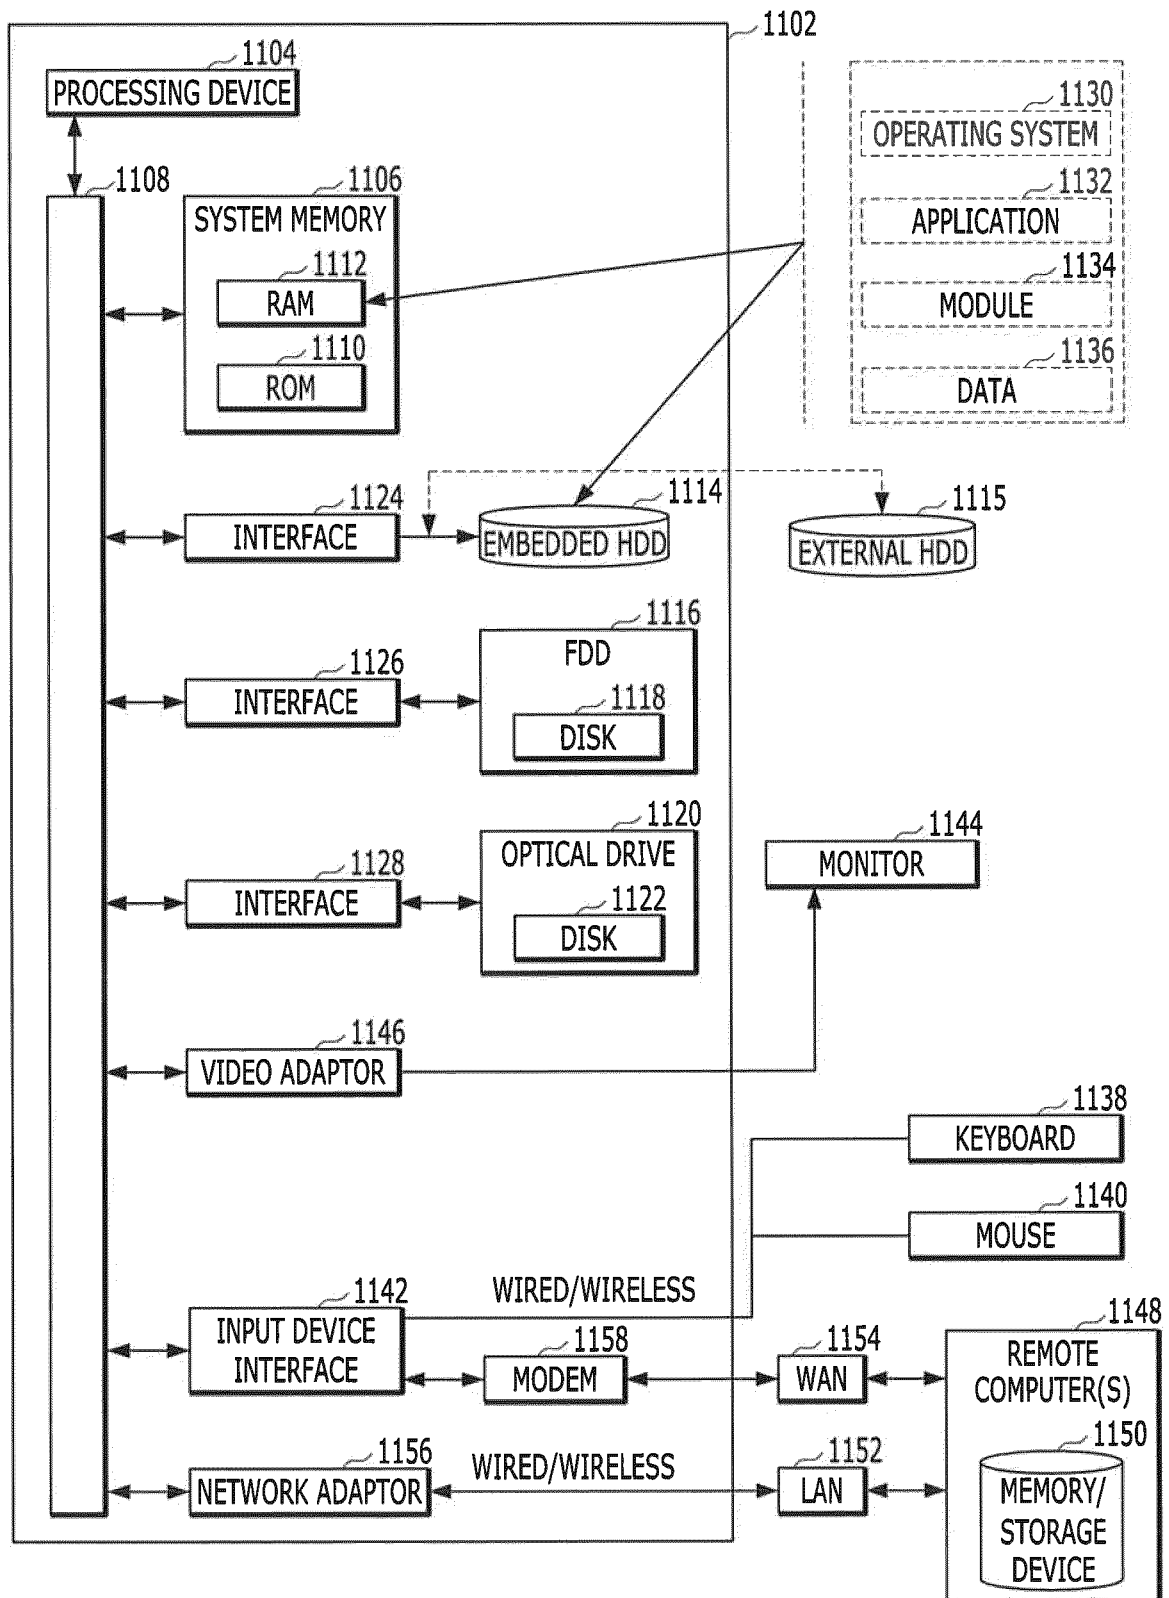 1102
1104
PROCESSING DEVICE
1130
OPERATING SYSTEM
1108
1106
SYSTEM MEMORY
1132
APPLICATION
1112
RAM
1134
MODULE
1110
ROM
1136
DATA
1124
INTERFACE
1114
EMBEDDED HDD
1115
EXTERNAL HDD
1116
FDD
1126
INTERFACE
1118
DISK
1120
OPTICAL DRIVE
1144
MONITOR
1128
INTERFACE
1122
DISK
1146
VIDEO ADAPTOR
1138
KEYBOARD
1140
MOUSE
WIRED/WIRELESS
1142
INPUT DEVICE
INTERFACE
1158
MODEM
1154
WAN
1148
REMOTE
COMPUTER(S)
1156
NETWORK ADAPTOR
WIRED/WIRELESS
1152
LAN
1150
MEMORY/
STORAGE
DEVICE